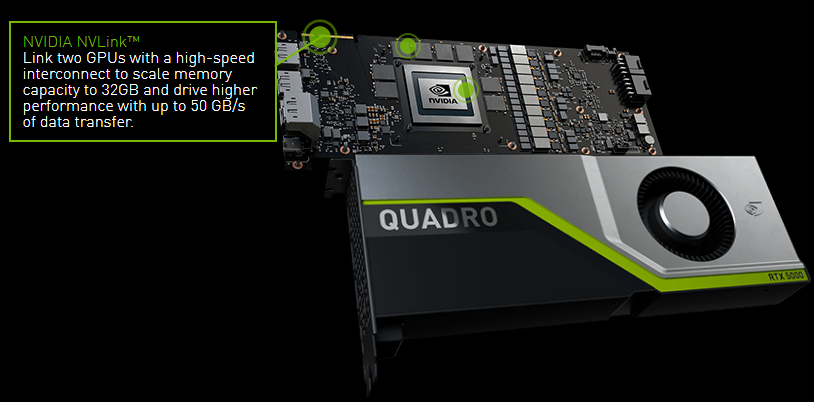 NVIDIA NVLink™
Link two GPUs with a high-speed
interconnect to scale memory
capacity to 32GB and drive higher
performance with up to 50 GB/s
of data transfer.
NVIDIA
QUADRO
RTX 5000